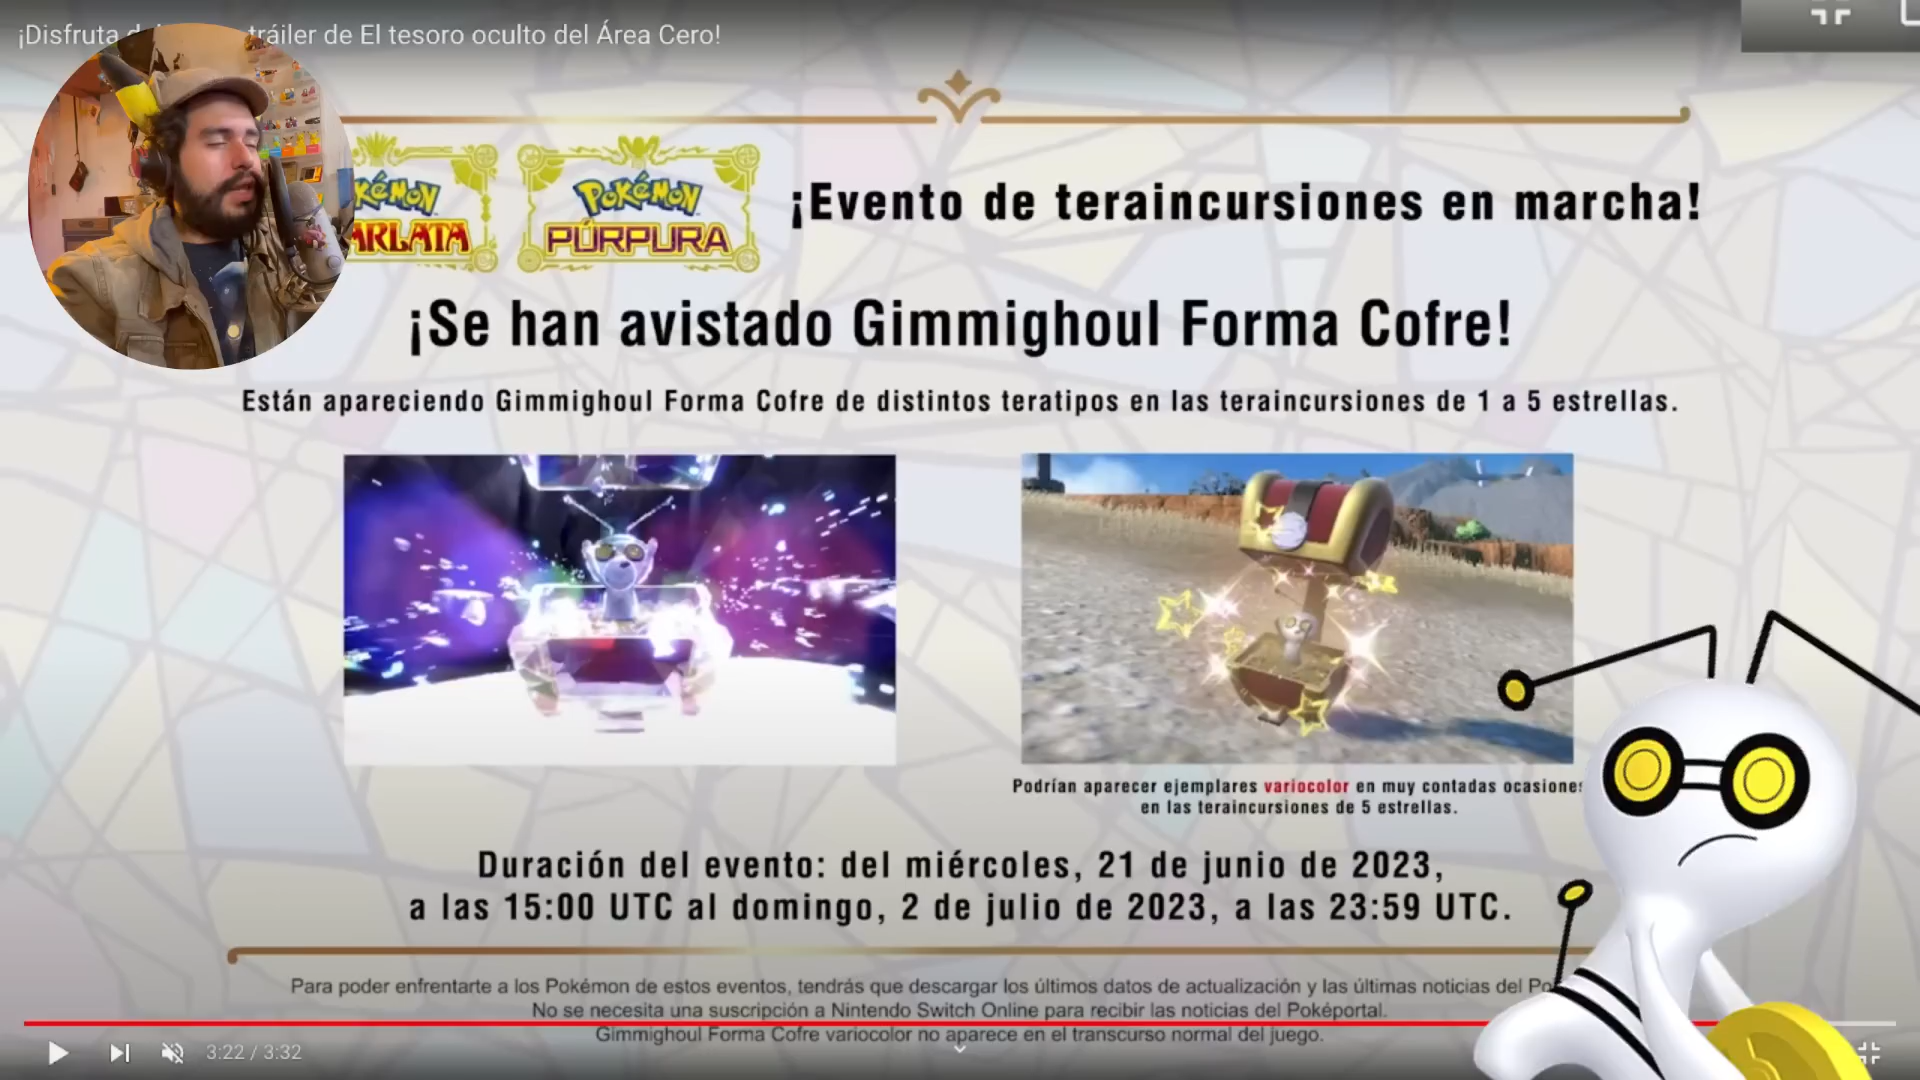 ¡Disfruta tráiler de El tesoro oculto del Área Cero!
POKéMON
ARLATA
POKéMON
PÚRPURA
¡Evento de teraincursiones en marcha!
¡Se han avistado Gimmighoul Forma Cofre!
Están apareciendo Gimmighoul Forma Cofre de distintos teratipos en las teraincursiones de 1 a 5 estrellas.
Podrían aparecer ejemplares variocolor en muy contadas ocasiones
en las teraincursiones de 5 estrellas.
Duración del evento: del miércoles, 21 de junio de 2023,
a las 15:00 UTC al domingo, 2 de julio de 2023, a las 23:59 UTC.
Para poder enfrentarte a los Pokémon de estos eventos, tendrás que descargar los últimos datos de actualización y las últimas noticias del
No se necesita una suscripción a Nintendo Switch Online para recibir las noticias del Poképortal.
Gimmighoul Forma Cofre variocolor no aparece en el transcurso normal del juego.
3:22 / 3:32